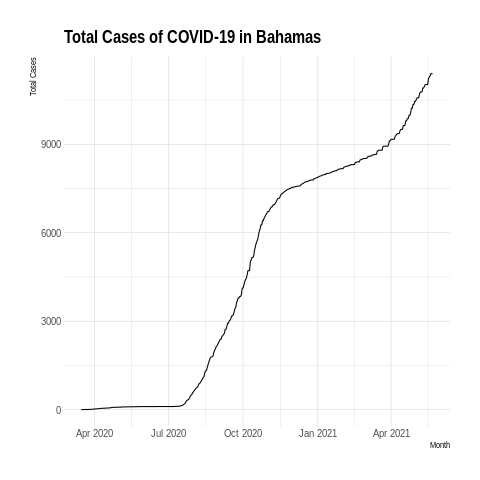 Total Cases of COVID-19 in Bahamas
Total Cases
9000
6000
3000
0
Apr 2020 Jul 2020 Oct 2020 Jan 2021 Apr 2021
Month